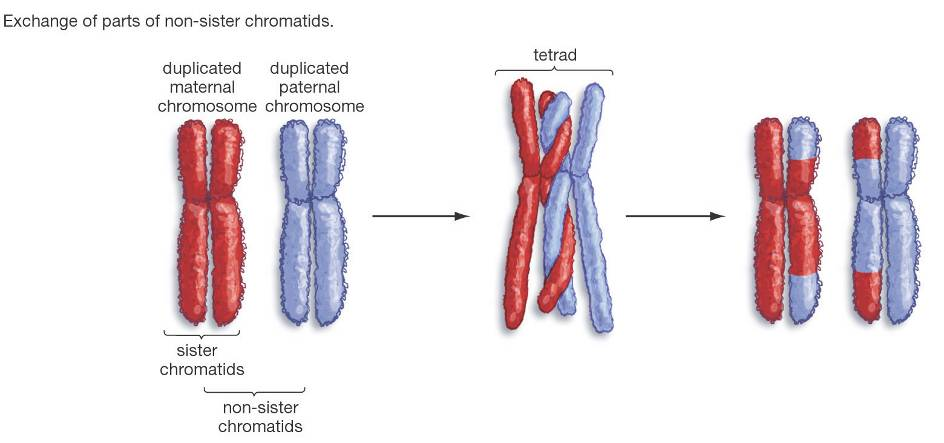 Exchange of parts of non-sister chromatids.
duplicated
maternal
chromosome
duplicated
paternal
chromosome
tetrad
sister
chromatids
non-sister
chromatids